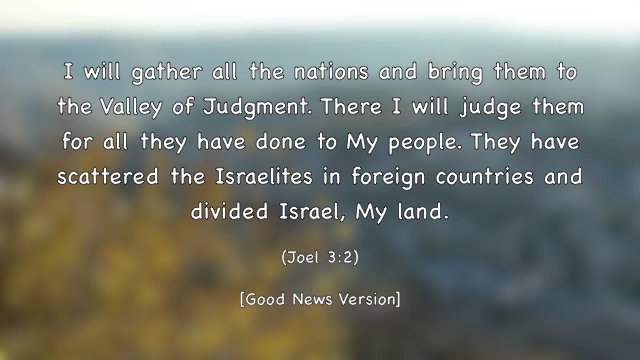 I will gather all the nations and bring them to
the Valley of Judgment. There I will judge them
for all they have done to My people. They have
scattered the Israelites in foreign countries and
divided Israel, My land.
(Joel 3:2)
[Good News Version]